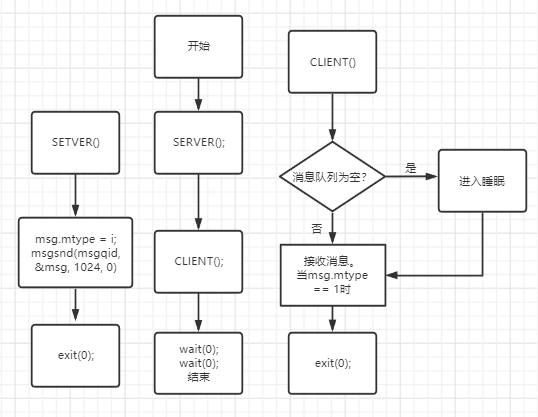 开始
SERVER();
CLIENT();
wait(0);
wait(0);
结束
SETVER()
msg.mtype = i;
msgsnd(msgqid,
&msg, 1024, 0)
exit(0);
CLIENT()
消息队列为空?
是
进入睡眠
否
接收消息。
当msg.mtype
== 1时
exit(0);